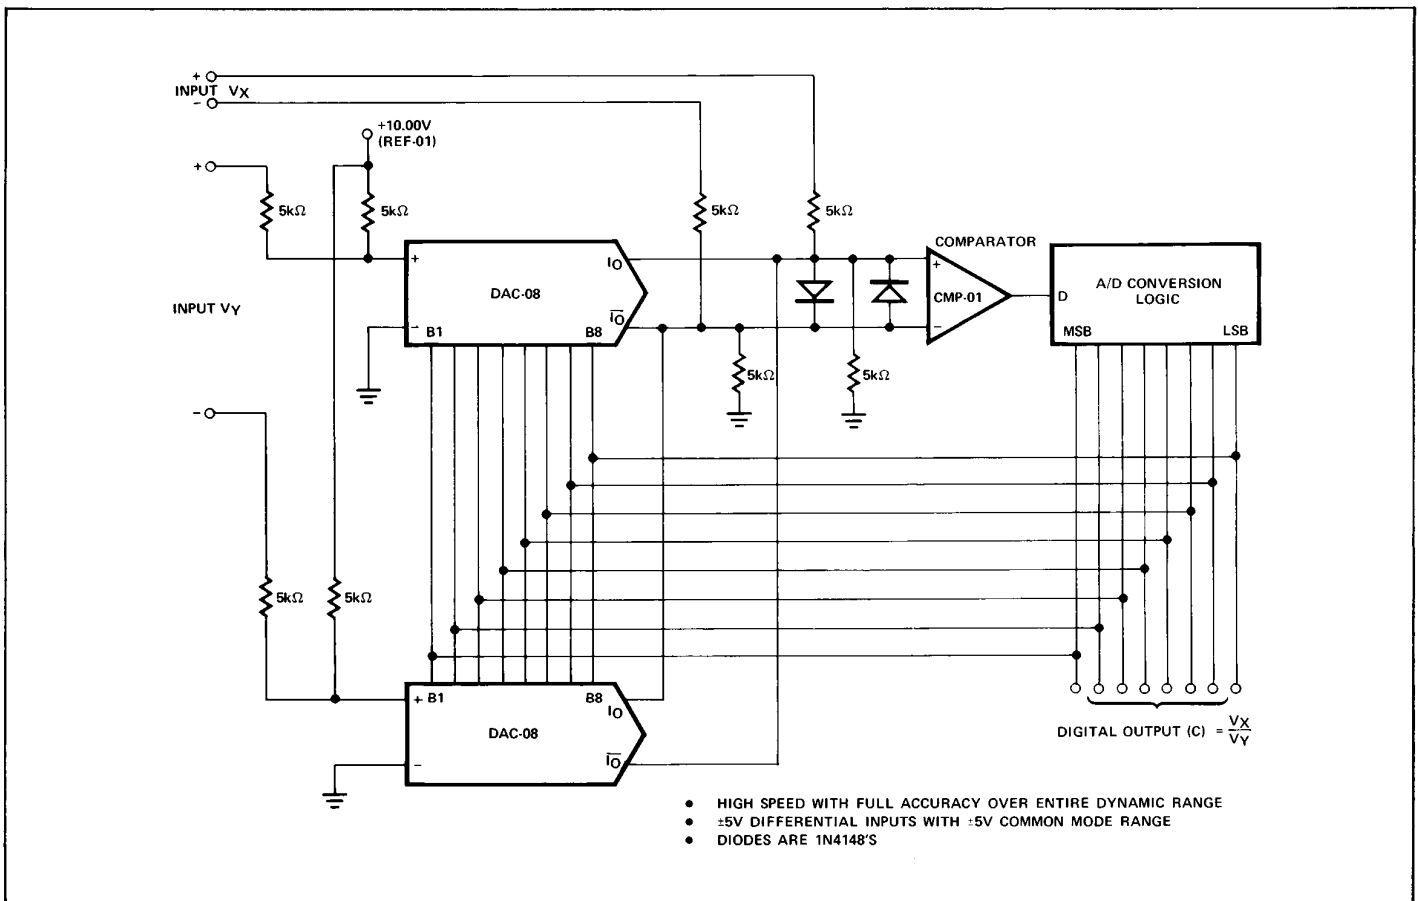 +
INPUT VX
-
+10.00V
(REF-01)
+
5kΩ
5kΩ
5kΩ
5kΩ
COMPARATOR
+
IO
+
A/D CONVERSION
LOGIC
DAC-08
CMP-01
D
INPUT VY
-
B1
IO
B8
-
MSB
LSB
5kΩ
5kΩ
-
5kΩ
5kΩ
+
B1
B8
IO
DAC-08
DIGITAL OUTPUT (C) = VX
VY
-
IO
● HIGH SPEED WITH FULL ACCURACY OVER ENTIRE DYNAMIC RANGE
● ±5V DIFFERENTIAL INPUTS WITH ±5V COMMON MODE RANGE
● DIODES ARE 1N4148'S